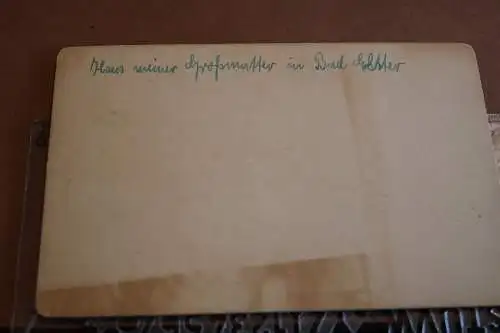 Haus meiner Großmutter in Bad Elster